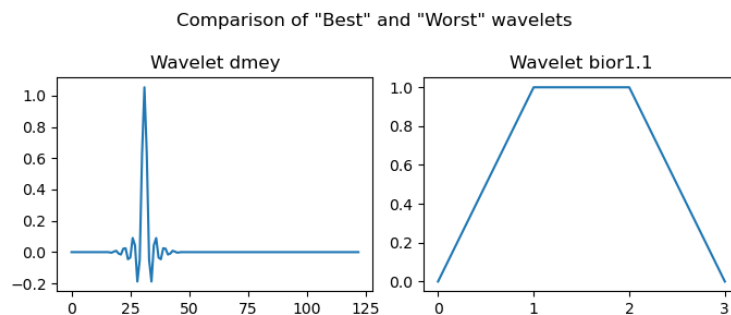 Comparison of "Best" and "Worst" wavelets
Wavelet dmey
1.0
0.8
0.6
0.4
0.2
0.0
−0.2
0 25 50 75 100 125
Wavelet bior1.1
1.0
0.8
0.6
0.4
0.2
0.0
0 1 2 3